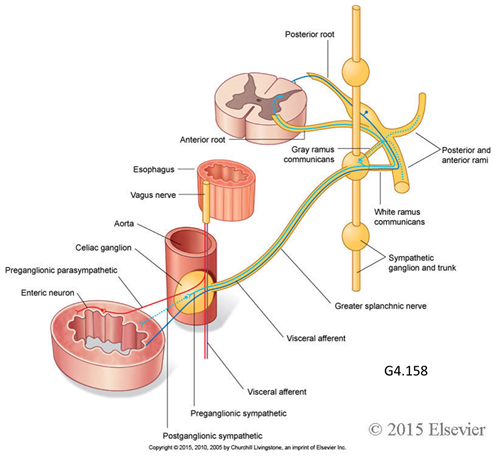 Posterior root
Anterior root
Gray ramus
communicans
Posterior and
anterior rami
Esophagus
Vagus nerve
White ramus
communicans
Aorta
Celiac ganglion
Sympathetic
ganglion and trunk
Preganglionic parasympathetic
Enteric neuron
Greater splanchnic nerve
Visceral afferent
G4.158
Visceral afferent
Preganglionic sympathetic
© 2015 Elsevier
Postganglionic sympathetic
Copyright © 2015, 2010, 2005 by Churchill Livingstone, an imprint of Elsevier Inc.